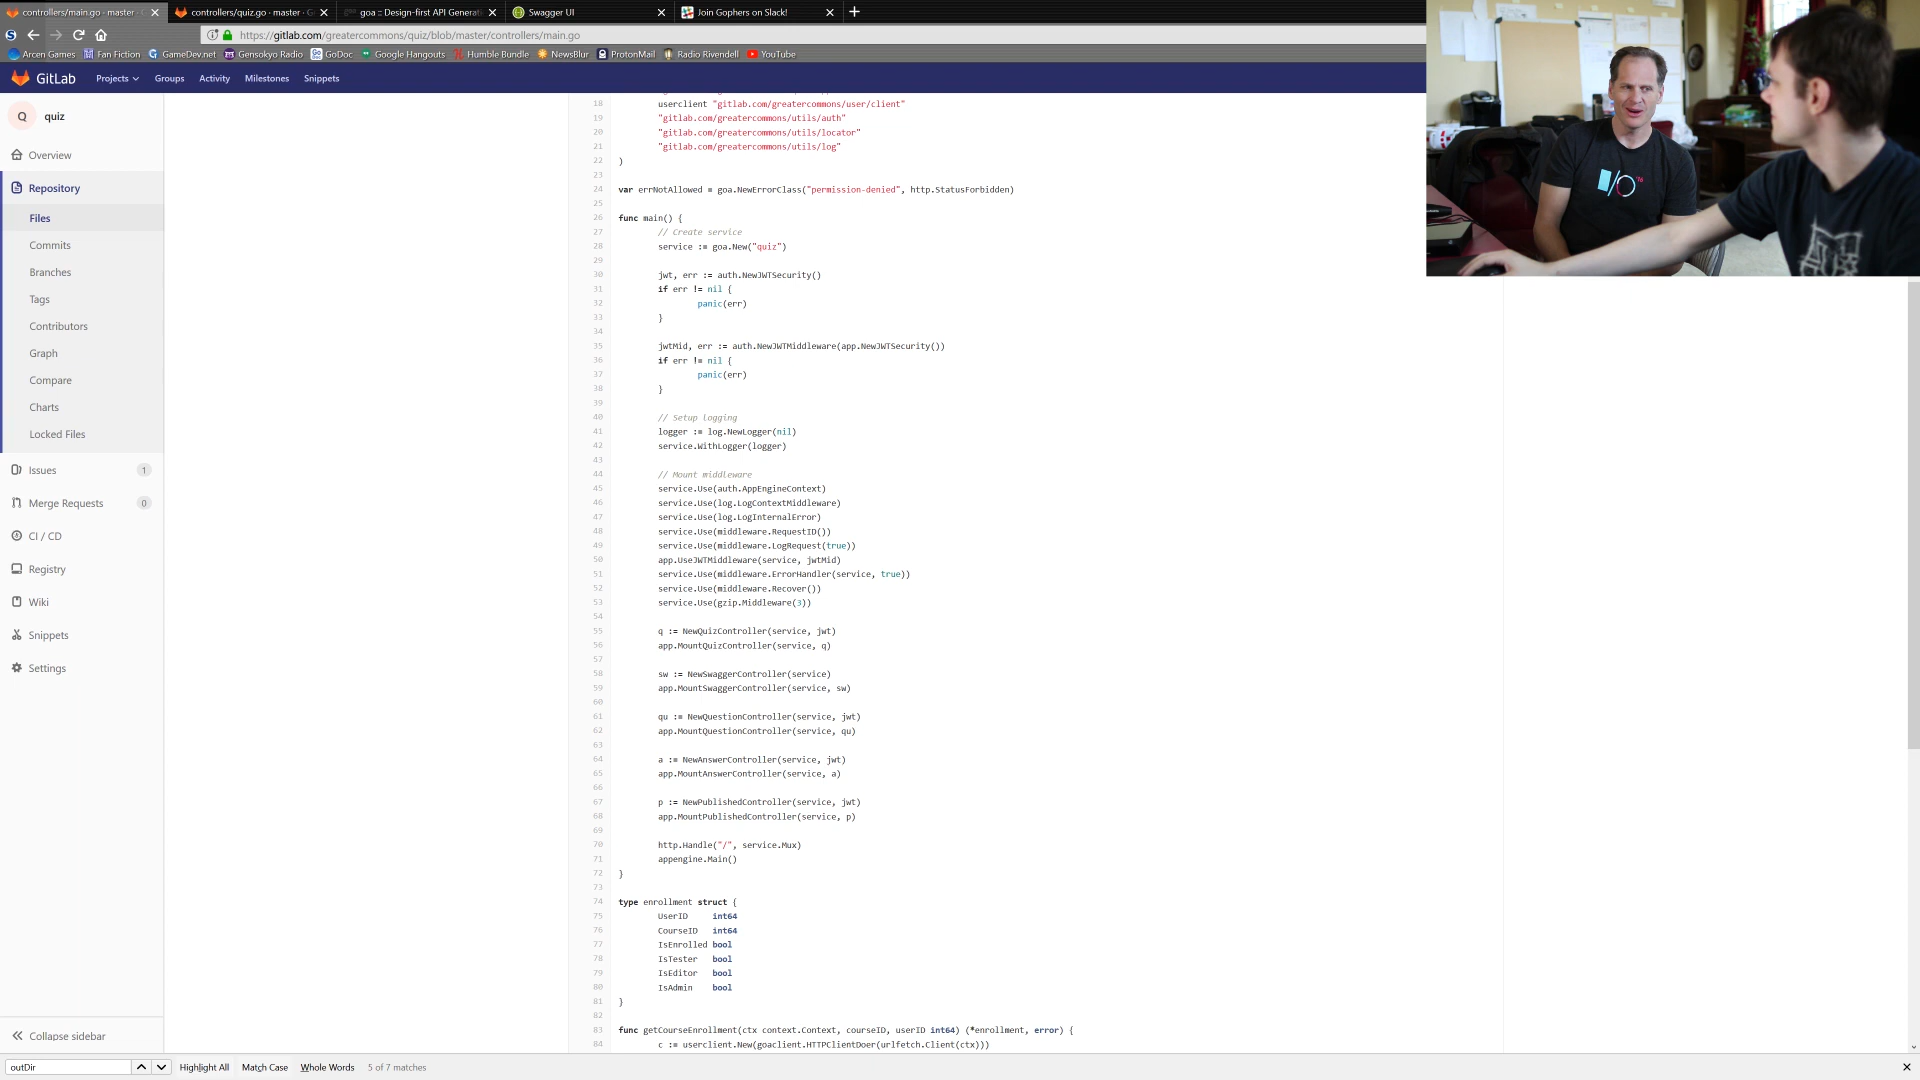 controllers/main.go · master · G
controllers/quiz.go · master · G
goa :: Design-first API Generati
Swagger UI
Join Gophers on Slack!
https://gitlab.com/greatercommons/quiz/blob/master/controllers/main.go
Arcen Games
Fan Fiction
GameDev.net
Gensokyo Radio
GoDoc
Google Hangouts
Humble Bundle
NewsBlur
ProtonMail
Radio Rivendell
YouTube
GitLab
Projects
Groups
Activity
Milestones
Snippets
Q quiz
Overview
Repository
Files
Commits
Branches
Tags
Contributors
Graph
Compare
Charts
Locked Files
Issues 1
Merge Requests 0
CI / CD
Registry
Wiki
Snippets
Settings
Collapse sidebar
18 userclient "gitlab.com/greatercommons/user/client"
19 "gitlab.com/greatercommons/utils/auth"
20 "gitlab.com/greatercommons/utils/locator"
21 "gitlab.com/greatercommons/utils/log"
22 )
23
24 var errNotAllowed = goa.NewErrorClass("permission-denied", http.StatusForbidden)
25
26 func main() {
27 // Create service
28 service := goa.New("quiz")
29
30 jwt, err := auth.NewJWTSecurity()
31 if err != nil {
32 panic(err)
33 }
34
35 jwtMid, err := auth.NewJWTMiddleware(app.NewJWTSecurity())
36 if err != nil {
37 panic(err)
38 }
39
40 // Setup logging
41 logger := log.NewLogger(nil)
42 service.WithLogger(logger)
43
44 // Mount middleware
45 service.Use(auth.AppEngineContext)
46 service.Use(log.LogContextMiddleware)
47 service.Use(log.LogInternalError)
48 service.Use(middleware.RequestID())
49 service.Use(middleware.LogRequest(true))
50 app.UseJWTMiddleware(service, jwtMid)
51 service.Use(middleware.ErrorHandler(service, true))
52 service.Use(middleware.Recover())
53 service.Use(gzip.Middleware(3))
54
55 q := NewQuizController(service, jwt)
56 app.MountQuizController(service, q)
57
58 sw := NewSwaggerController(service)
59 app.MountSwaggerController(service, sw)
60
61 qu := NewQuestionController(service, jwt)
62 app.MountQuestionController(service, qu)
63
64 a := NewAnswerController(service, jwt)
65 app.MountAnswerController(service, a)
66
67 p := NewPublishedController(service, jwt)
68 app.MountPublishedController(service, p)
69
70 http.Handle("/", service.Mux)
71 appengine.Main()
72 }
73
74 type enrollment struct {
75 UserID int64
76 CourseID int64
77 IsEnrolled bool
78 IsTester bool
79 IsEditor bool
80 IsAdmin bool
81 }
82
83 func getCourseEnrollment(ctx context.Context, courseID, userID int64) (*enrollment, error) {
84 c := userclient.New(goaclient.HTTPClientDoer(urlfetch.Client(ctx)))
I/O
outDir
Highlight All
Match Case
Whole Words
5 of 7 matches